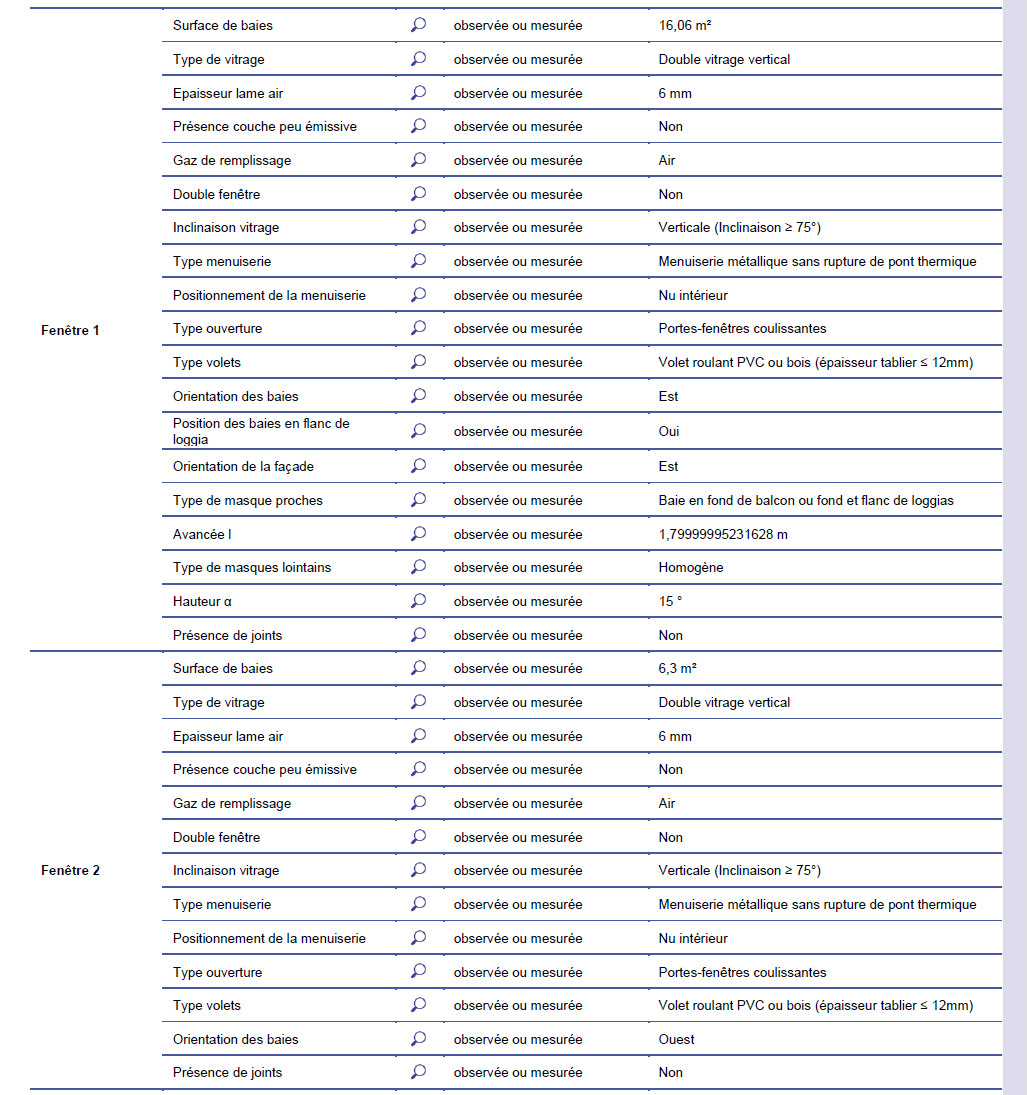 Surface de baies observée ou mesurée 16,06 m²
Type de vitrage observée ou mesurée Double vitrage vertical
Epaisseur lame air observée ou mesurée 6 mm
Présence couche peu émissive observée ou mesurée Non
Gaz de remplissage observée ou mesurée Air
Double fenêtre observée ou mesurée Non
Inclinaison vitrage observée ou mesurée Verticale (Inclinaison ≥ 75°)
Type menuiserie observée ou mesurée Menuiserie métallique sans rupture de pont thermique
Positionnement de la menuiserie observée ou mesurée Nu intérieur
Fenêtre 1 Type ouverture observée ou mesurée Portes-fenêtres coulissantes
Type volets observée ou mesurée Volet roulant PVC ou bois (épaisseur tablier ≤ 12mm)
Orientation des baies observée ou mesurée Est
Position des baies en flanc de
loggia observée ou mesurée Oui
Orientation de la façade observée ou mesurée Est
Type de masque proches observée ou mesurée Baie en fond de balcon ou fond et flanc de loggias
Avancée l observée ou mesurée 1,79999995231628 m
Type de masques lointains observée ou mesurée Homogène
Hauteur α observée ou mesurée 15 °
Présence de joints observée ou mesurée Non
Surface de baies observée ou mesurée 6,3 m²
Type de vitrage observée ou mesurée Double vitrage vertical
Epaisseur lame air observée ou mesurée 6 mm
Présence couche peu émissive observée ou mesurée Non
Gaz de remplissage observée ou mesurée Air
Double fenêtre observée ou mesurée Non
Fenêtre 2 Inclinaison vitrage observée ou mesurée Verticale (Inclinaison ≥ 75°)
Type menuiserie observée ou mesurée Menuiserie métallique sans rupture de pont thermique
Positionnement de la menuiserie observée ou mesurée Nu intérieur
Type ouverture observée ou mesurée Portes-fenêtres coulissantes
Type volets observée ou mesurée Volet roulant PVC ou bois (épaisseur tablier ≤ 12mm)
Orientation des baies observée ou mesurée Ouest
Présence de joints observée ou mesurée Non